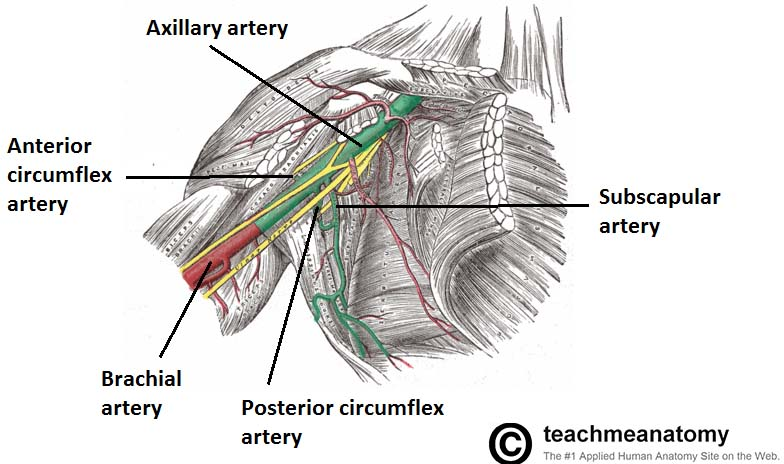 Axillary artery
Anterior
circumflex
artery
Subscapular
artery
Brachial
artery
Posterior circumflex
artery
© teachmeanatomy
The #1 Applied Human Anatomy Site on the Web.